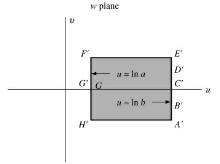 w plane
υ
F′ E′
u = ln a D′
G′ G C′ u
u = ln b B′
H′ A′